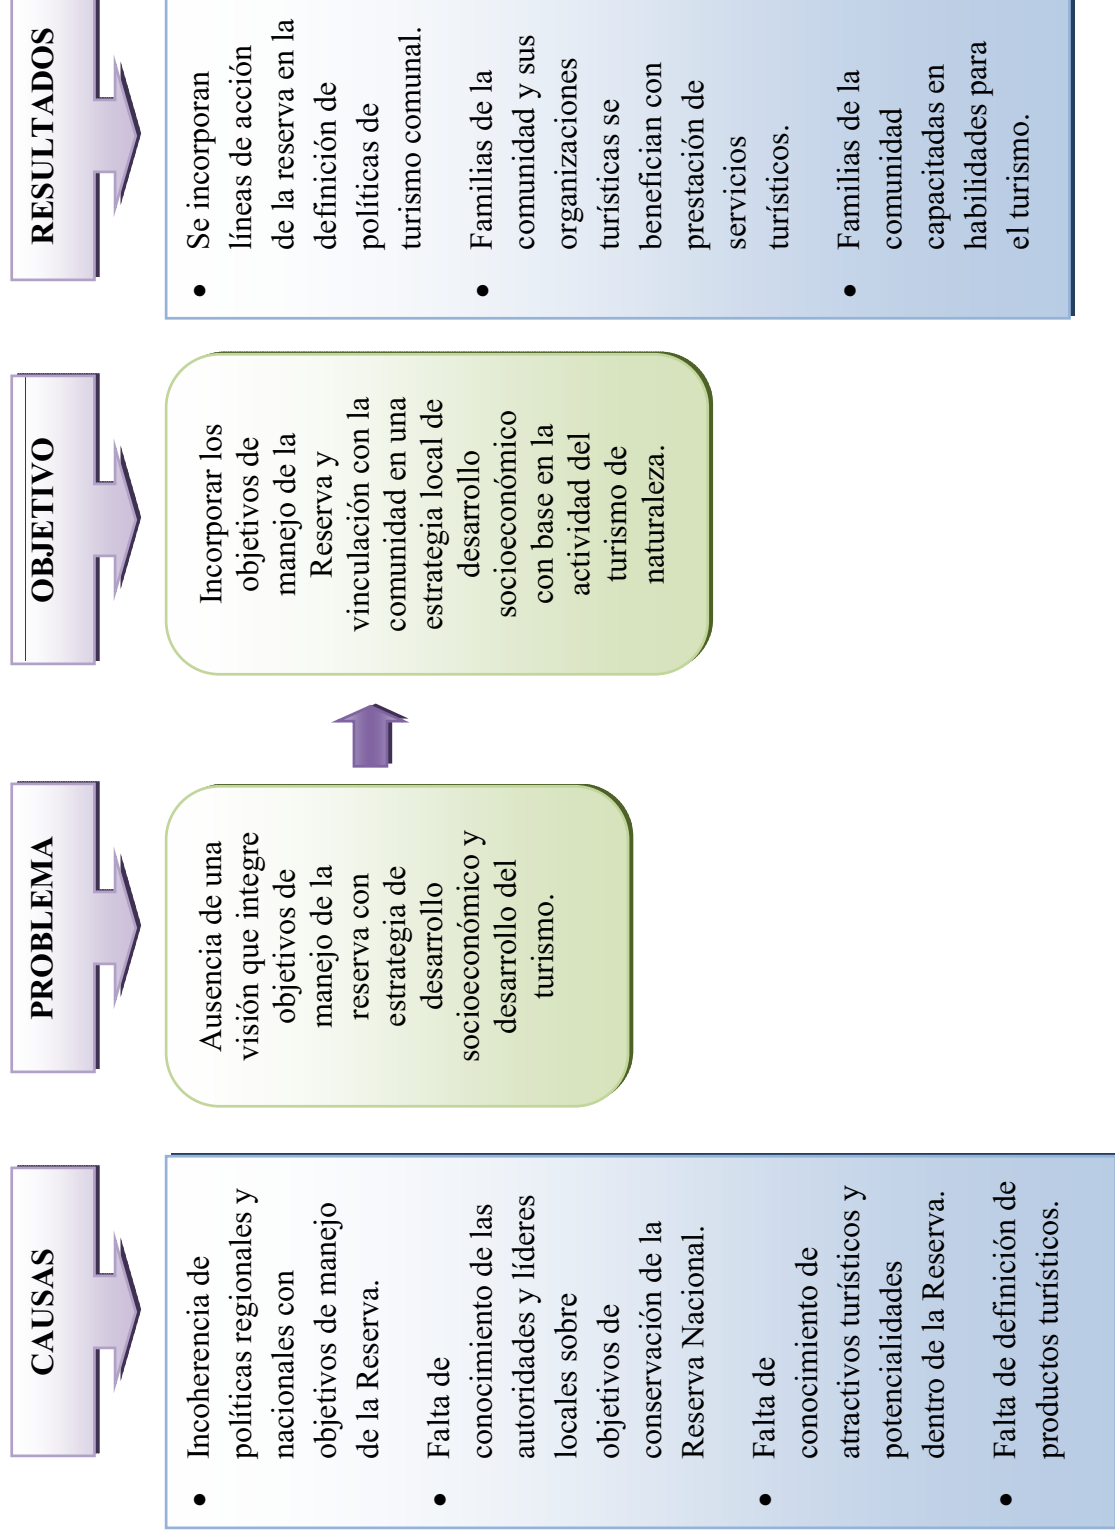 CAUSAS
Incoherencia de
políticas regionales y
nacionales con
objetivos de manejo
de la Reserva.
Falta de
conocimiento de las
autoridades y líderes
locales sobre
objetivos de
conservación de la
Reserva Nacional.
Falta de
conocimiento de
atractivos turísticos y
potencialidades
dentro de la Reserva.
Falta de definición de
productos turísticos.
PROBLEMA
Ausencia de una
visión que integre
objetivos de
manejo de la
reserva con
estrategia de
desarrollo
socioeconómico y
desarrollo del
turismo.
OBJETIVO
Incorporar los
objetivos de
manejo de la
Reserva y
vinculación con la
comunidad en una
estrategia local de
desarrollo
socioeconómico
con base en la
actividad del
turismo de
naturaleza.
RESULTADOS
Se incorporan
líneas de acción
de la reserva en la
definición de
políticas de
turismo comunal.
Familias de la
comunidad y sus
organizaciones
turísticas se
benefician con
prestación de
servicios
turísticos.
Familias de la
comunidad
capacitadas en
habilidades para
el turismo.